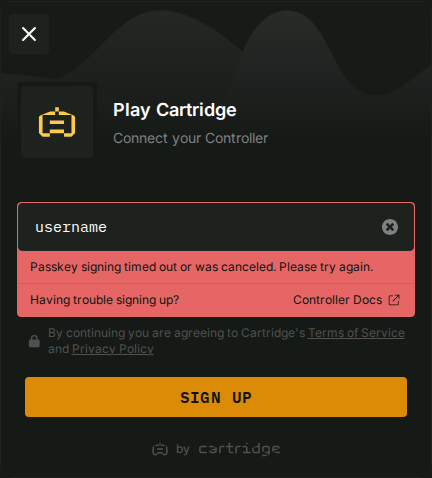 Play Cartridge
Connect your Controller
username
Passkey signing timed out or was canceled. Please try again.
Having trouble signing up? Controller Docs
By continuing you are agreeing to Cartridge's Terms of Service
and Privacy Policy
SIGN UP
by cartridge